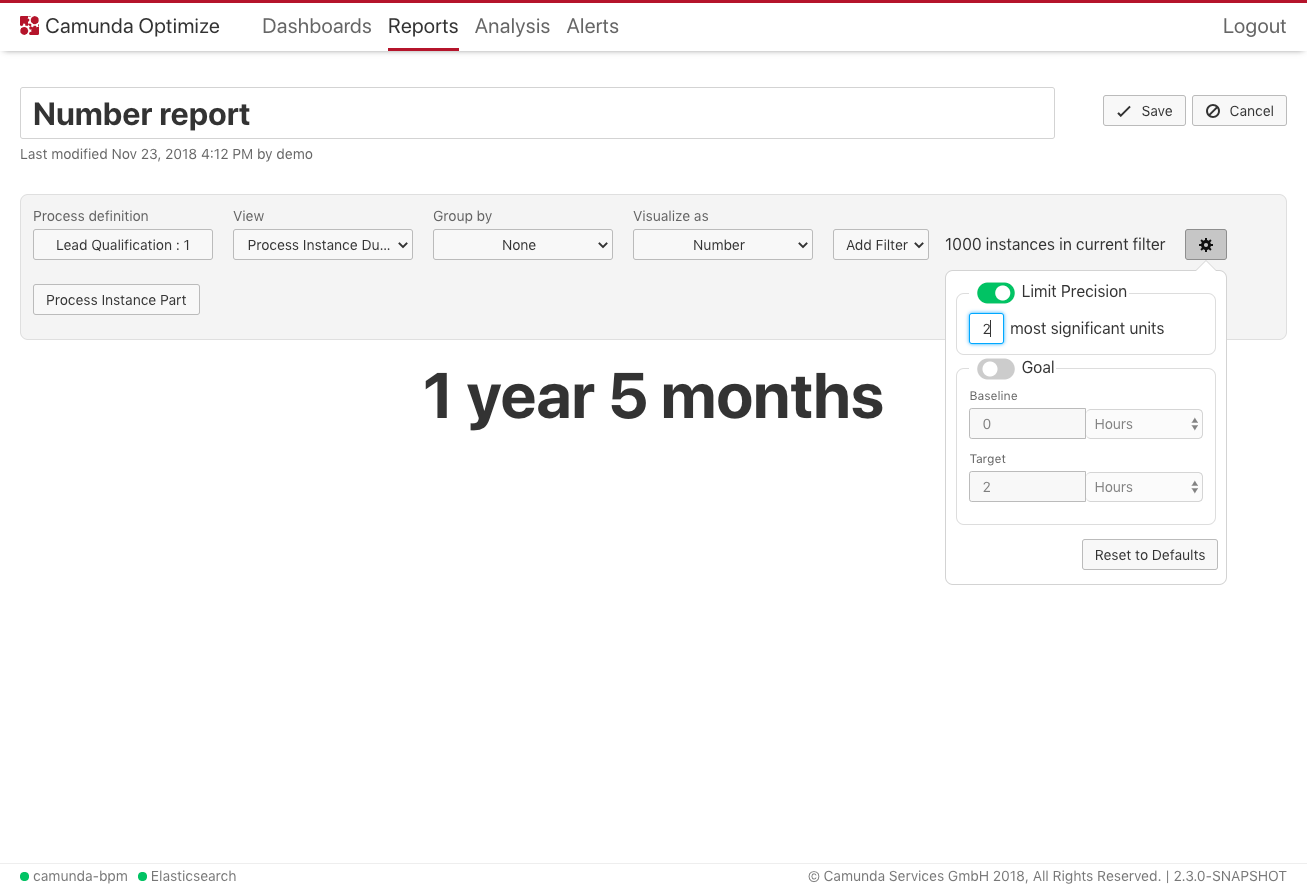 Camunda Optimize Dashboards Reports Analysis Alerts Logout
Number report
Save Cancel
Last modified Nov 23, 2018 4:12 PM by demo
Process definition View Group by Visualize as
Lead Qualification : 1 Process Instance Du... None Number Add Filter 1000 instances in current filter
Process Instance Part
Limit Precision
2 most significant units
Goal
Baseline
0 Hours
Target
2 Hours
Reset to Defaults
1 year 5 months
camunda-bpm Elasticsearch © Camunda Services GmbH 2018, All Rights Reserved. | 2.3.0-SNAPSHOT